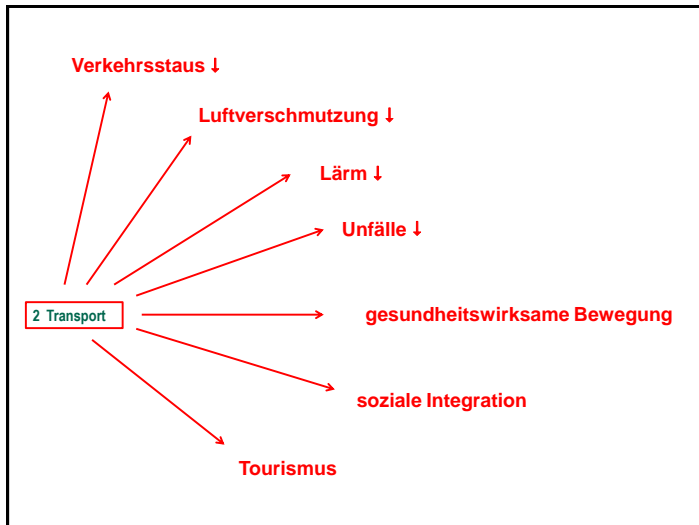 Verkehrsstaus ↓
Luftverschmutzung ↓
Lärm ↓
Unfälle ↓
2 Transport
gesundheitswirksame Bewegung
soziale Integration
Tourismus